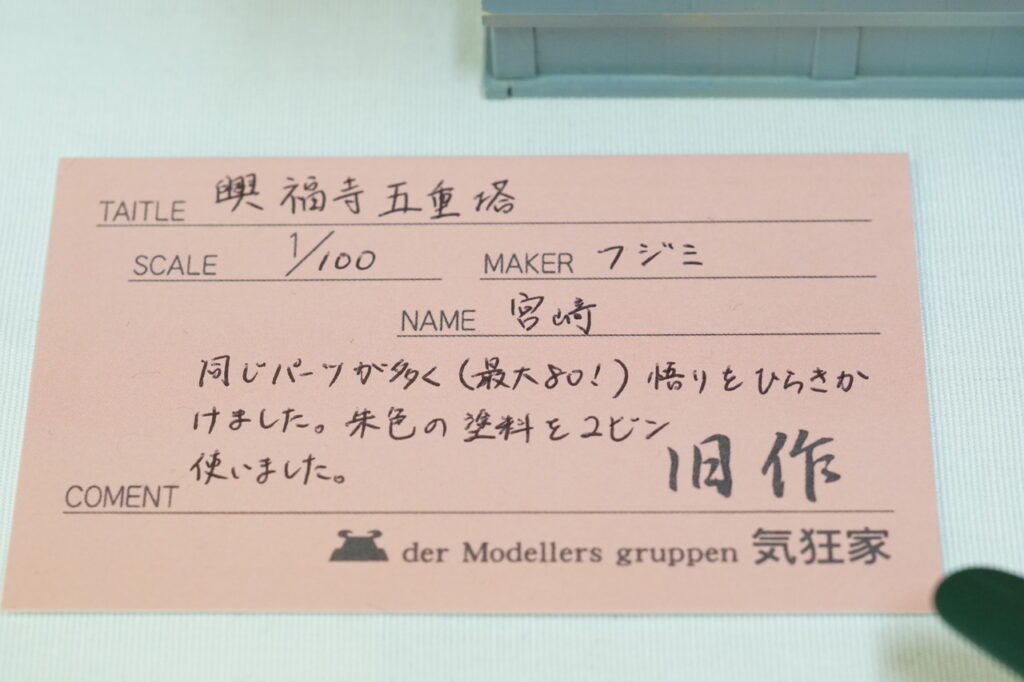 TAITLE 興福寺五重塔
SCALE 1/100 MAKER フジミ
NAME 宮崎
同じパーツが多く(最大80!)悟りをひらきか
けました。朱色の塗料を2ビン
使いました。
旧作
COMENT
der Modellers gruppen 気狂家